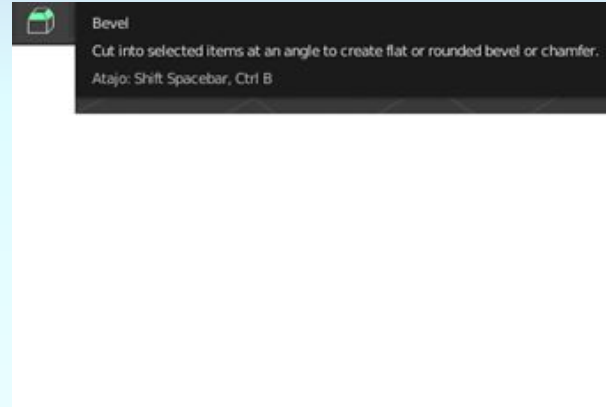 Bevel
Cut into selected items at an angle to create flat or rounded bevel or chamfer.
Atajo: Shift Spacebar, Ctrl B